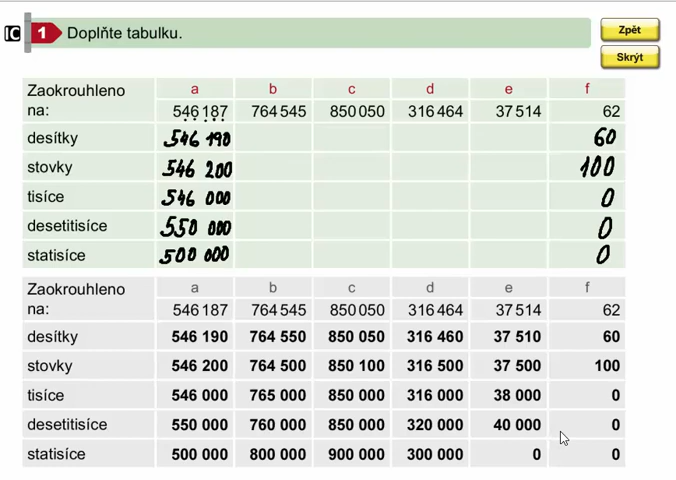 IC 1 Doplňte tabulku. Zpět
Skrýt
Zaokrouhleno na: a b c d e f
546 187 764 545 850 050 316 464 37 514 62
desítky 546 190 60
stovky 546 200 100
tisíce 546 000 0
desetitisíce 550 000 0
statisíce 500 000 0
Zaokrouhleno na: a b c d e f
546 187 764 545 850 050 316 464 37 514 62
desítky 546 190 764 550 850 050 316 460 37 510 60
stovky 546 200 764 500 850 100 316 500 37 500 100
tisíce 546 000 765 000 850 000 316 000 38 000 0
desetitisíce 550 000 760 000 850 000 320 000 40 000 0
statisíce 500 000 800 000 900 000 300 000 0 0